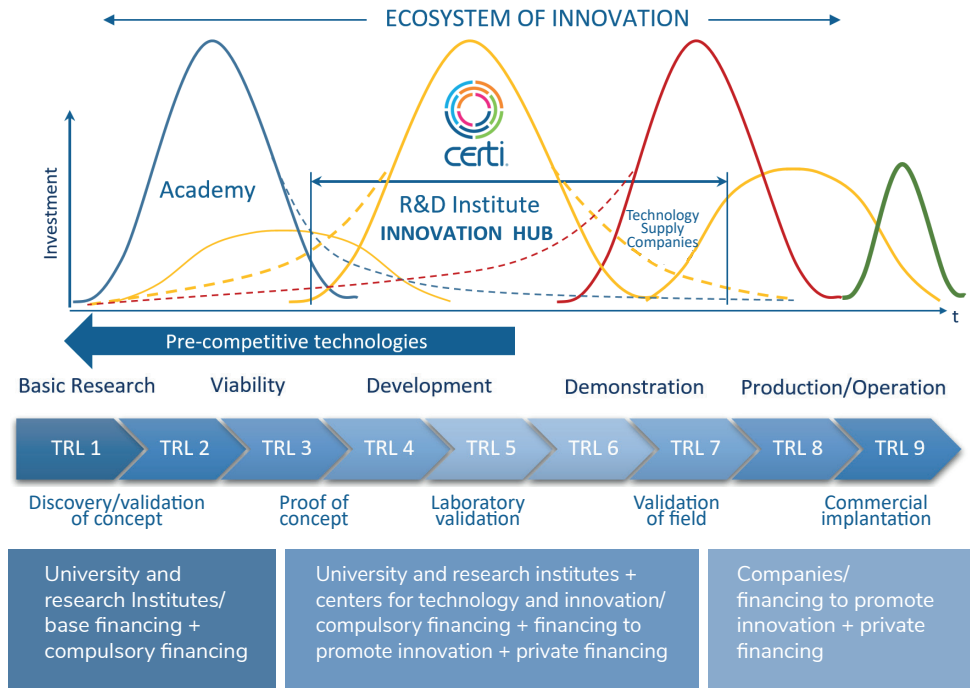 ECOSYSTEM OF INNOVATION
Investment
Academy
CERTI
R&D Institute
INNOVATION HUB
Technology
Supply
Companies
t
Pre-competitive technologies
Basic Research
Viability
Development
Demonstration
Production/Operation
TRL 1
TRL 2
TRL 3
TRL 4
TRL 5
TRL 6
TRL 7
TRL 8
TRL 9
Discovery/validation
of concept
Proof of
concept
Laboratory
validation
Validation
of field
Commercial
implantation
University and
research Institutes/
base financing +
compulsory financing
University and research institutes +
centers for technology and innovation/
compulsory financing + financing to
promote innovation + private financing
Companies/
financing to promote
innovation + private
financing